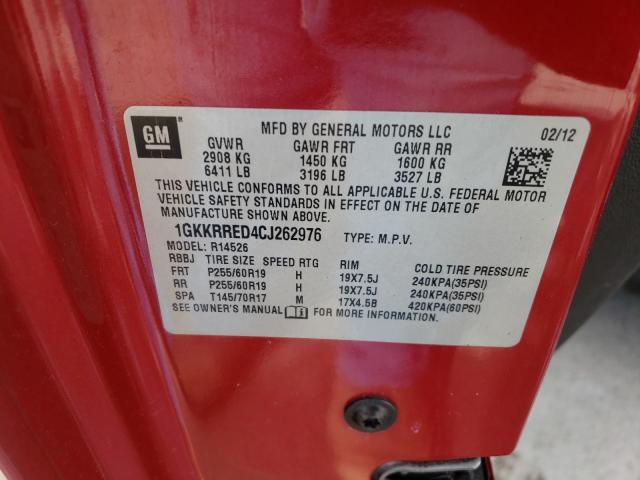 GM
MFD BY GENERAL MOTORS LLC 02/12
GVWR GAWR FRT GAWR RR
2908 KG 1450 KG 1600 KG
6411 LB 3196 LB 3527 LB
THIS VEHICLE CONFORMS TO ALL APPLICABLE U.S. FEDERAL MOTOR
VEHICLE SAFETY STANDARDS IN EFFECT ON THE DATE OF
MANUFACTURE SHOWN ABOVE.
1GKKRRED4CJ262976 TYPE: M.P.V.
MODEL: R14526
RBBJ TIRE SIZE SPEED RTG RIM COLD TIRE PRESSURE
FRT P255/60R19 H 19X7.5J 240KPA(35PSI)
RR P255/60R19 H 19X7.5J 240KPA(35PSI)
SPA T145/70R17 M 17X4.5B 420KPA(60PSI)
SEE OWNER'S MANUAL FOR MORE INFORMATION.